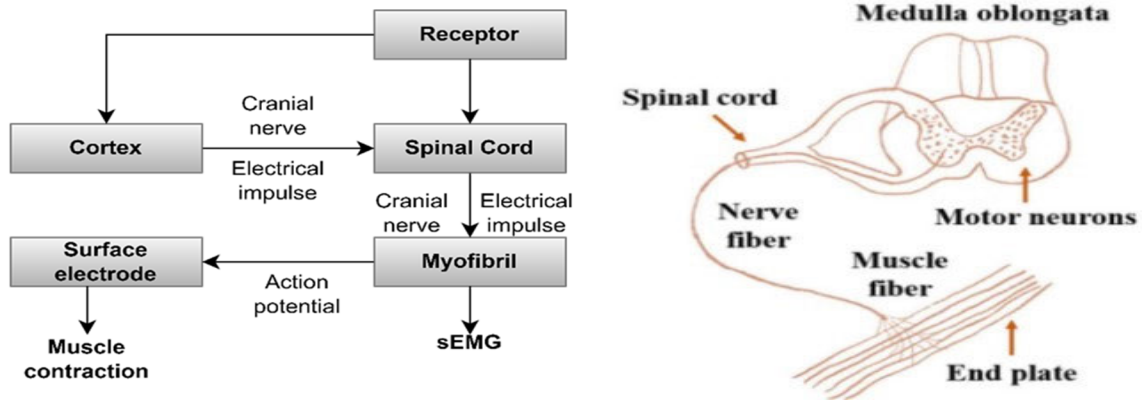 Receptor
Cranial
nerve
Cortex
Spinal Cord
Electrical
impulse
Cranial
nerve
Electrical
impulse
Surface
electrode
Myofibril
Action
potential
Muscle
contraction
sEMG
Medulla oblongata
Spinal cord
Motor neurons
Nerve
fiber
Muscle
fiber
End plate